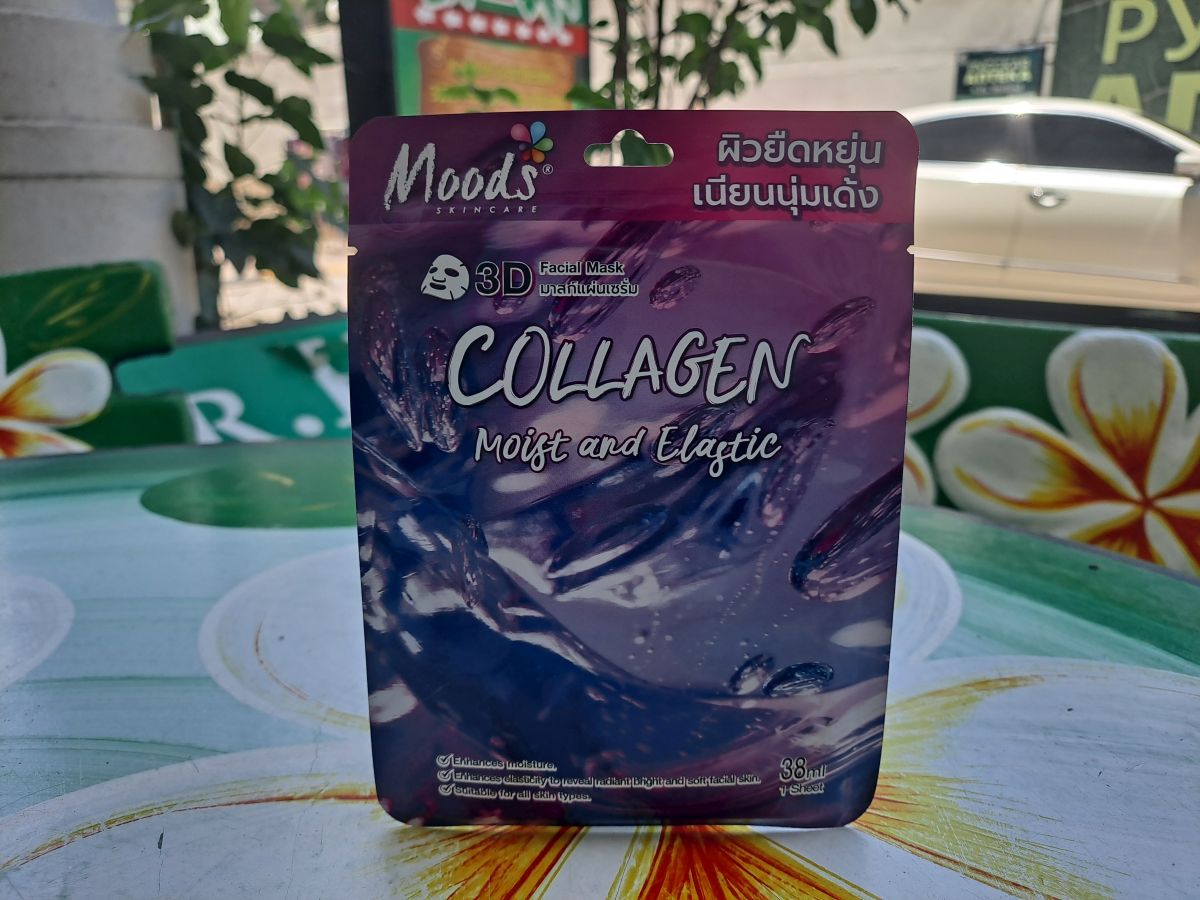 Moods®
SKINCARE
ผิวยืดหยุ่น
เนียนนุ่มเด้ง
3D Facial Mask
มาสก์แผ่นเซรั่ม
COLLAGEN
Moist and Elastic
Enhances moisture.
Enhances elasticity to reveal radiant bright and soft facial skin.
Suitable for all skin types.
38ml
1 Sheet
АПТЕКА
РУ